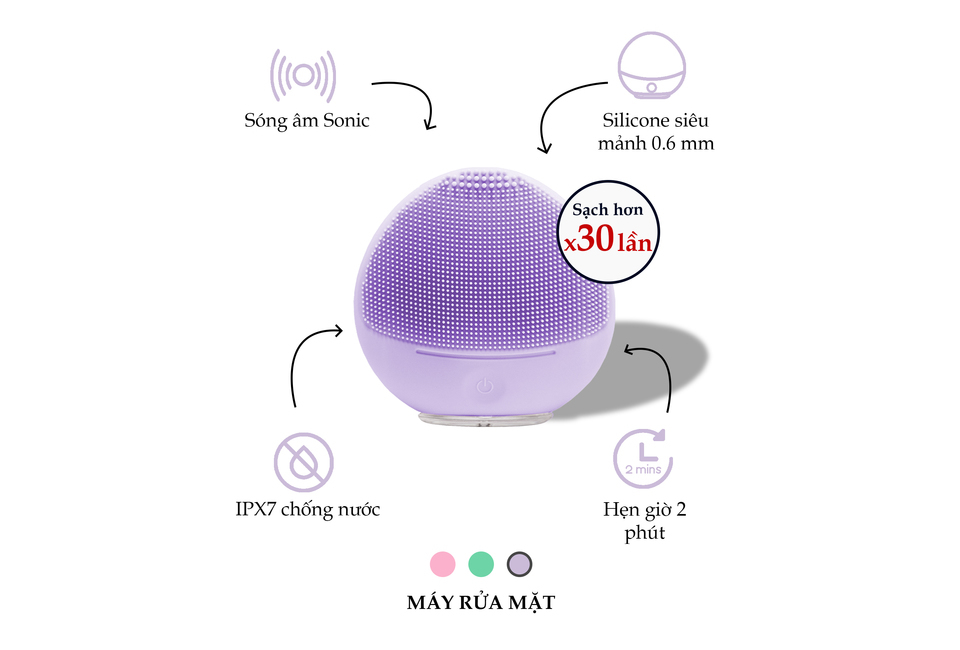 Sóng âm Sonic
Silicone siêu
mảnh 0.6 mm
Sạch hơn
x30 lần
IPX7 chống nước
2 mins
Hẹn giờ 2
phút
MÁY RỬA MẶT